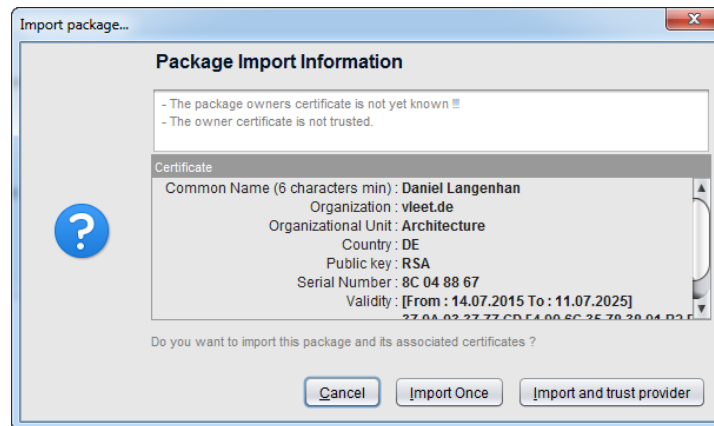 Import package...
Package Import Information
- The package owners certificate is not yet known !!!
- The owner certificate is not trusted.
Certificate
Common Name (6 characters min) : Daniel Langenhan
Organization : vleet.de
Organizational Unit : Architecture
Country : DE
Public key : RSA
Serial Number : 8C 04 88 67
Validity : [From : 14.07.2015 To : 11.07.2025]
Do you want to import this package and its associated certificates ?
Cancel Import Once Import and trust provider